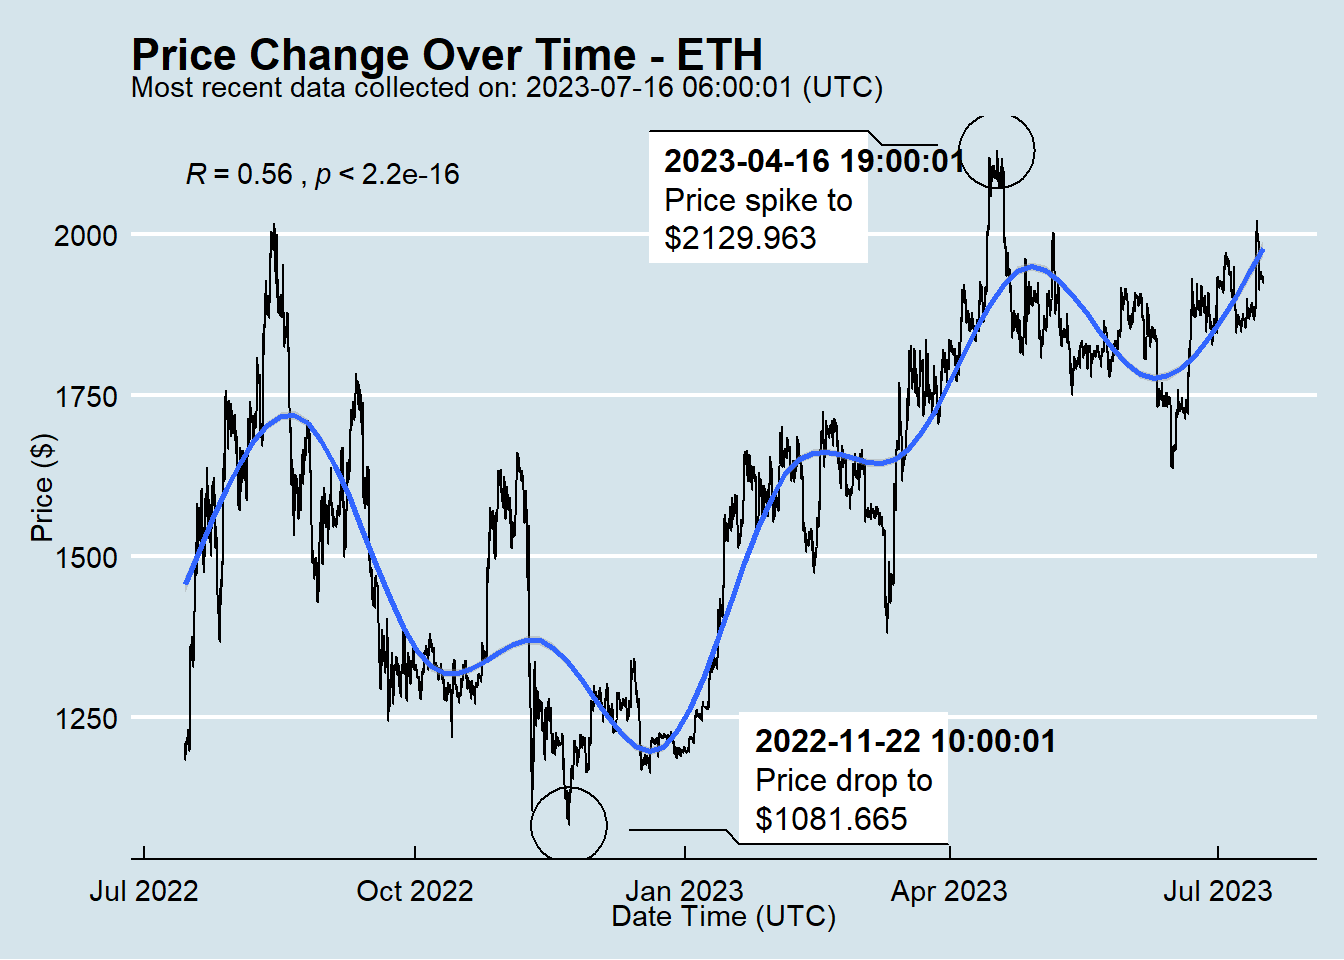 Price Change Over Time - ETH
Most recent data collected on: 2023-07-16 06:00:01 (UTC)
R = 0.56 , p < 2.2e-16
2023-04-16 19:00:01
Price spike to
$2129.963
2000
1750
1500
1250
Price ($)
2022-11-22 10:00:01
Price drop to
$1081.665
Jul 2022
Oct 2022
Jan 2023
Apr 2023
Jul 2023
Date Time (UTC)